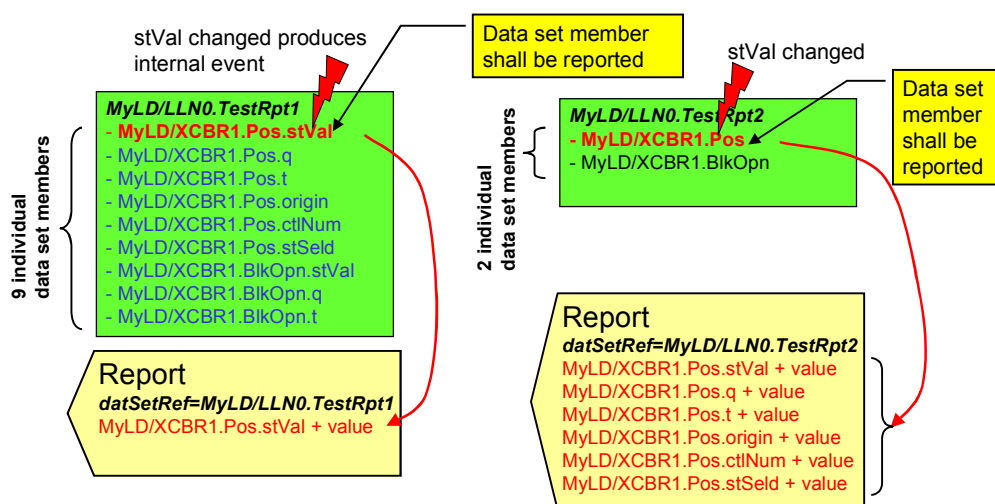 stVal changed produces
internal event
Data set member
shall be reported
MyLD/LLN0.TestRpt1
- MyLD/XCBR1.Pos.stVal
- MyLD/XCBR1.Pos.q
- MyLD/XCBR1.Pos.t
- MyLD/XCBR1.Pos.origin
- MyLD/XCBR1.Pos.ctlNum
- MyLD/XCBR1.Pos.stSeld
- MyLD/XCBR1.BlkOpn.stVal
- MyLD/XCBR1.BlkOpn.q
- MyLD/XCBR1.BlkOpn.t
9 individual
data set members
Report
datSetRef=MyLD/LLN0.TestRpt1
MyLD/XCBR1.Pos.stVal + value
stVal changed
Data set
member
shall be
reported
MyLD/LLN0.TestRpt2
- MyLD/XCBR1.Pos
- MyLD/XCBR1.BlkOpn
2 individual
data set members
Report
datSetRef=MyLD/LLN0.TestRpt2
MyLD/XCBR1.Pos.stVal + value
MyLD/XCBR1.Pos.q + value
MyLD/XCBR1.Pos.t + value
MyLD/XCBR1.Pos.origin + value
MyLD/XCBR1.Pos.ctlNum + value
MyLD/XCBR1.Pos.stSeld + value